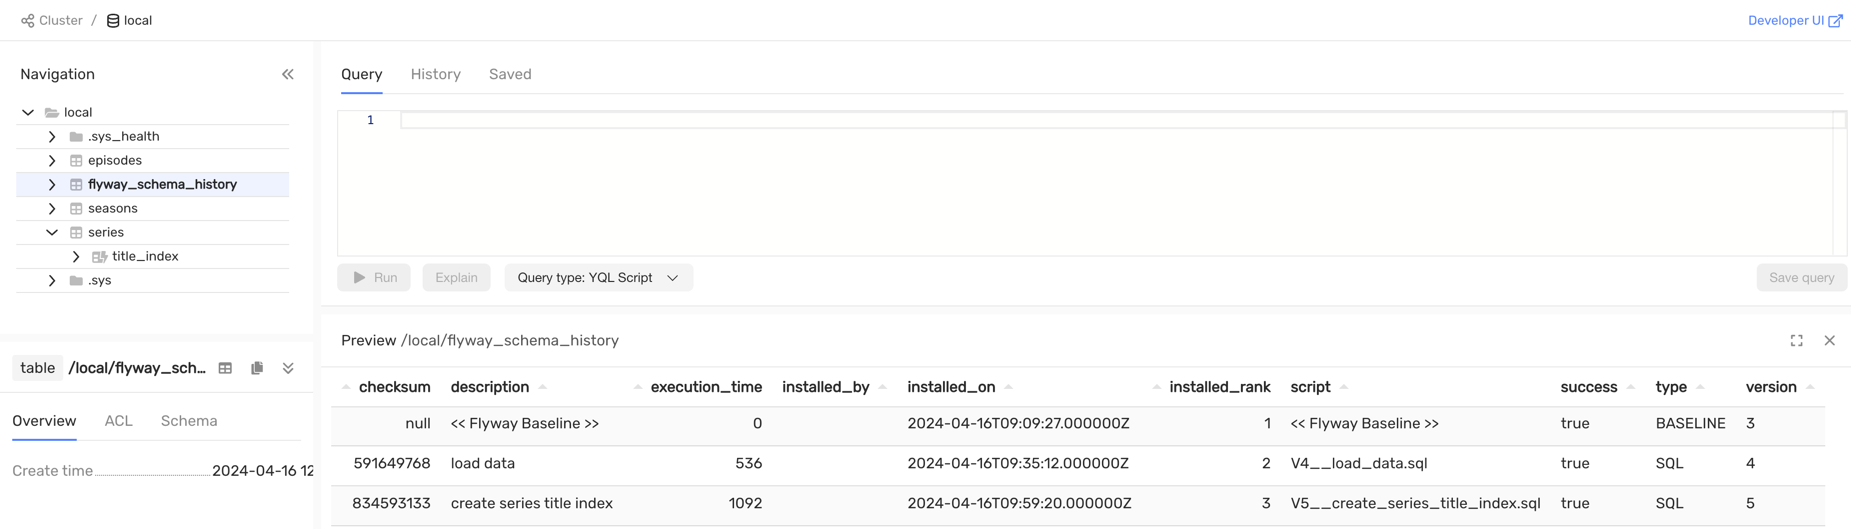 Cluster / local
Developer UI
Navigation
local
.sys_health
episodes
flyway_schema_history
seasons
series
title_index
.sys
table /local/flyway_sch...
Overview ACL Schema
Create time 2024-04-16 12
Query History Saved
1
Run Explain Query type: YQL Script Save query
Preview /local/flyway_schema_history
checksum description execution_time installed_by installed_on installed_rank script success type version
null << Flyway Baseline >> 0 2024-04-16T09:09:27.000000Z 1 << Flyway Baseline >> true BASELINE 3
591649768 load data 536 2024-04-16T09:35:12.000000Z 2 V4__load_data.sql true SQL 4
834593133 create series title index 1092 2024-04-16T09:59:20.000000Z 3 V5__create_series_title_index.sql true SQL 5